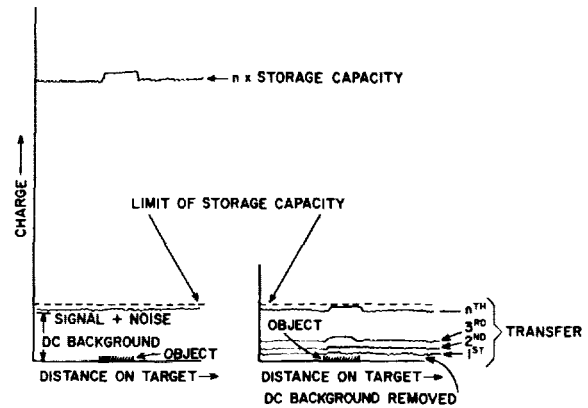 n x STORAGE CAPACITY
CHARGE
LIMIT OF STORAGE CAPACITY
SIGNAL + NOISE
DC BACKGROUND
OBJECT
DISTANCE ON TARGET
OBJECT
nTH
3RD
2ND
1ST
TRANSFER
DISTANCE ON TARGET
DC BACKGROUND REMOVED